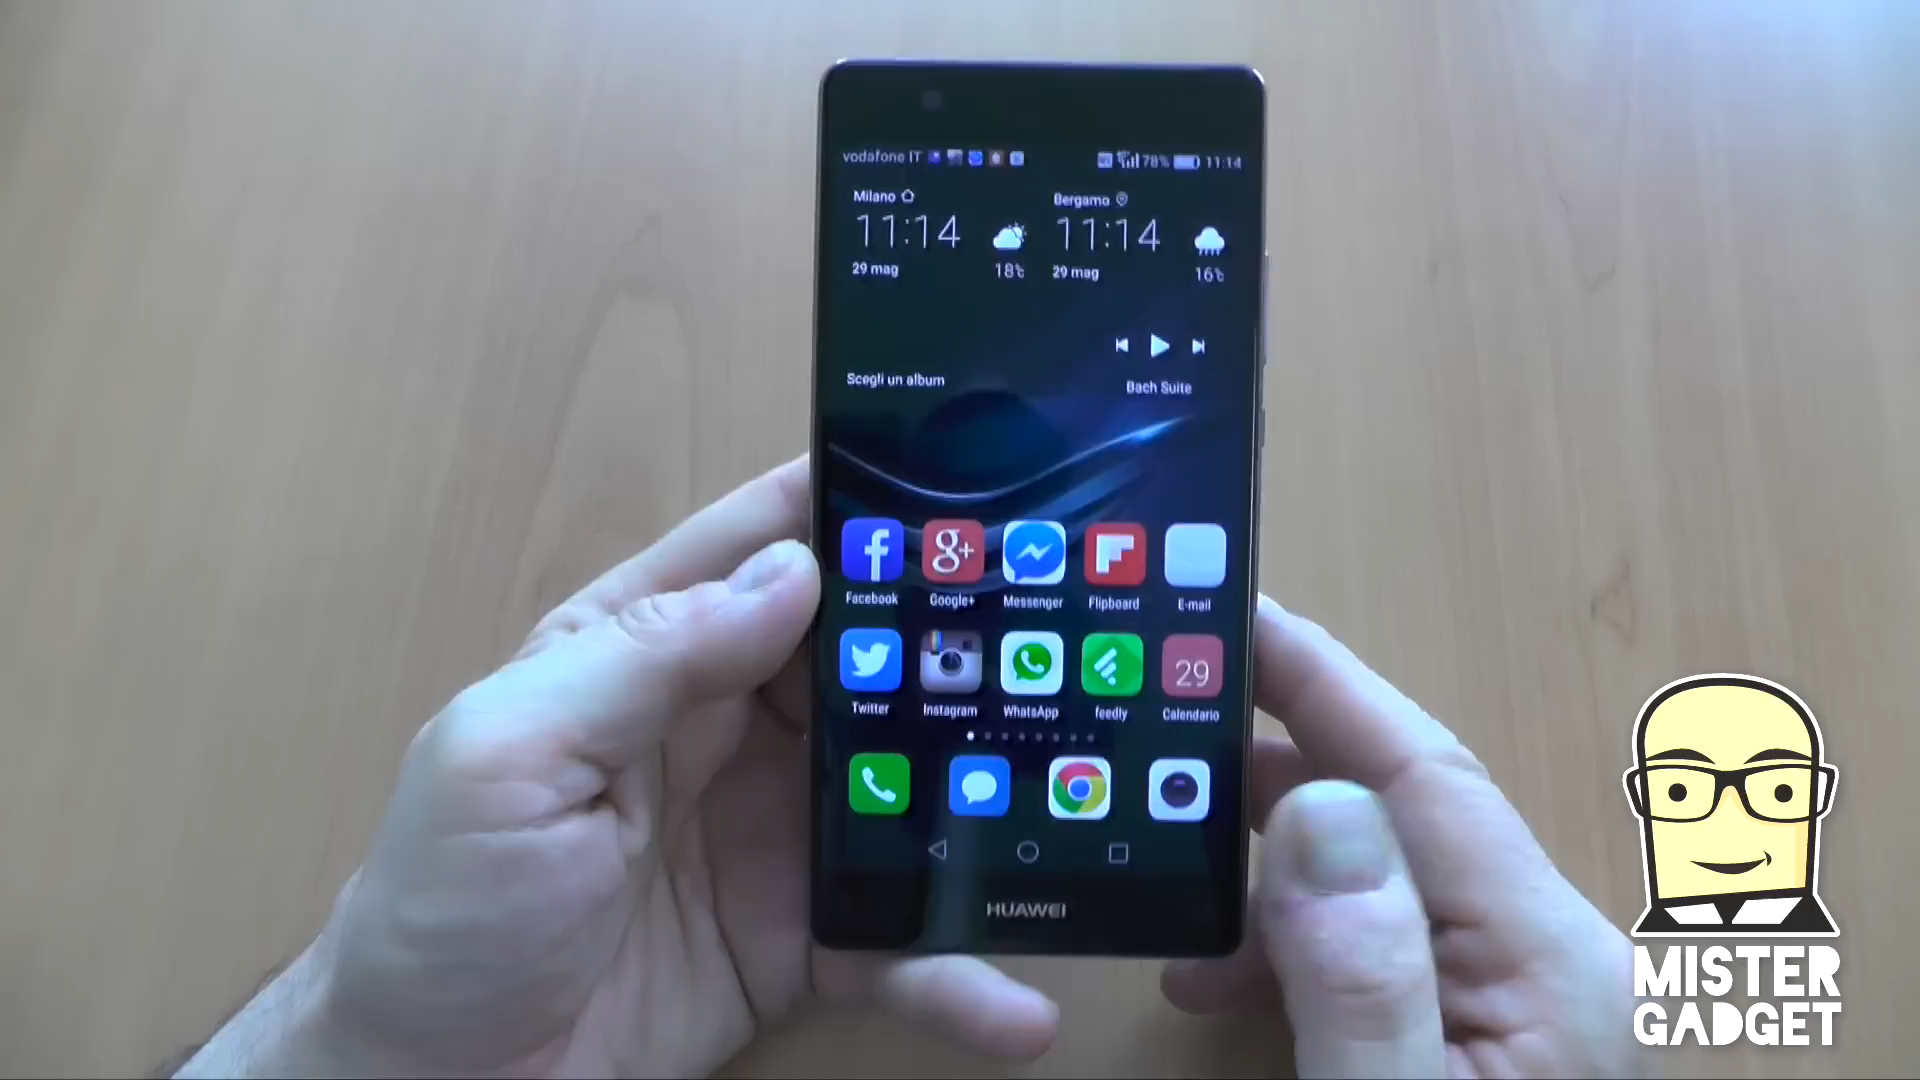 vodafone IT 78% 11:14
Milano Bergamo
11:14 11:14
29 mag 18°c 29 mag 16°c
Scegli un album Bach Suite
Facebook Google+ Messenger Flipboard E-mail
29
Twitter Instagram WhatsApp feedly Calendario
HUAWEI
MISTER
GADGET